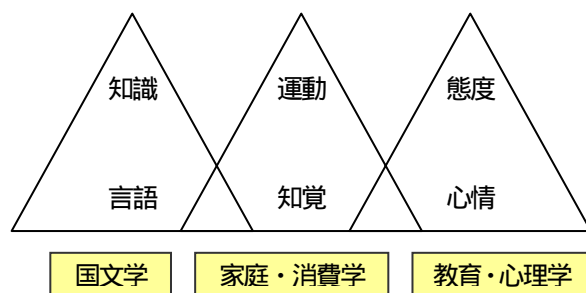 知識 運動 態度
言語 知覚 心情
国文学 家庭・消費学 教育・心理学